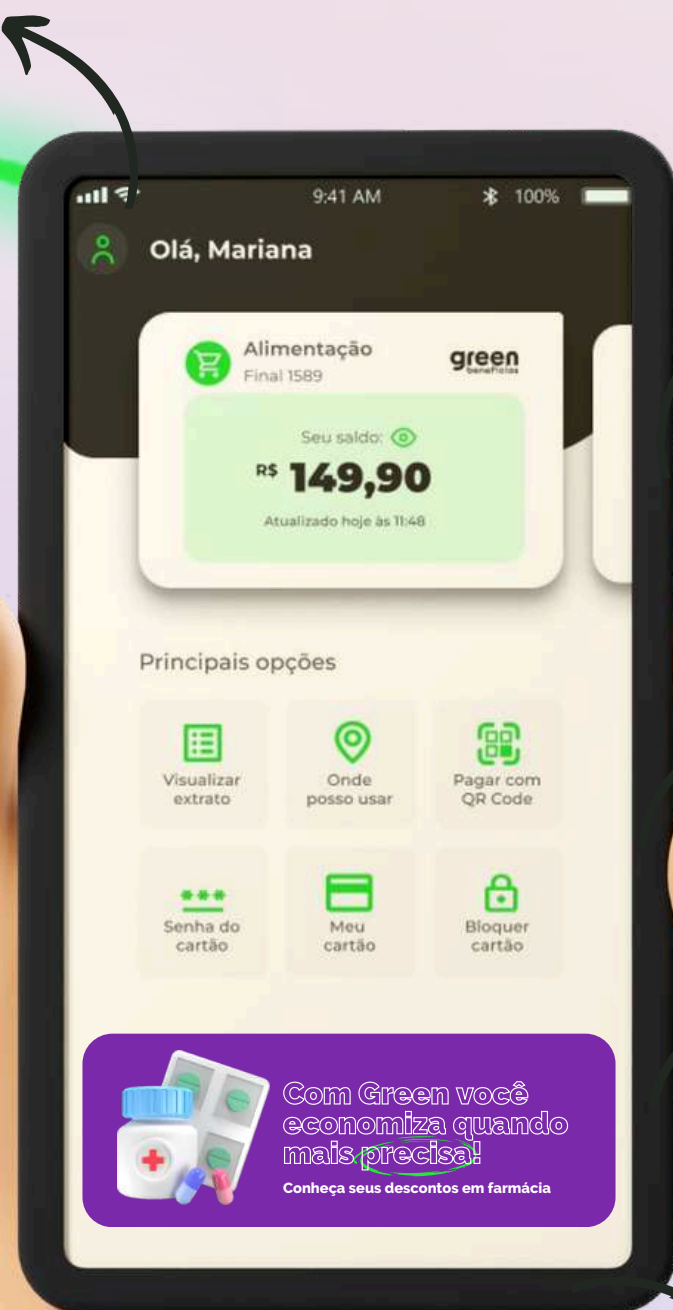 9:41 AM
100%
Olá, Mariana
Alimentação
Final 1589
green
benefícios
Seu saldo:
R$ 149,90
Atualizado hoje às 11:48
Principais opções
Visualizar
extrato
Onde
posso usar
Pagar com
QR Code
Senha do
cartão
Meu
cartão
Bloquer
cartão
Com Green você
economiza quando
mais precisa!
Conheça seus descontos em farmácia